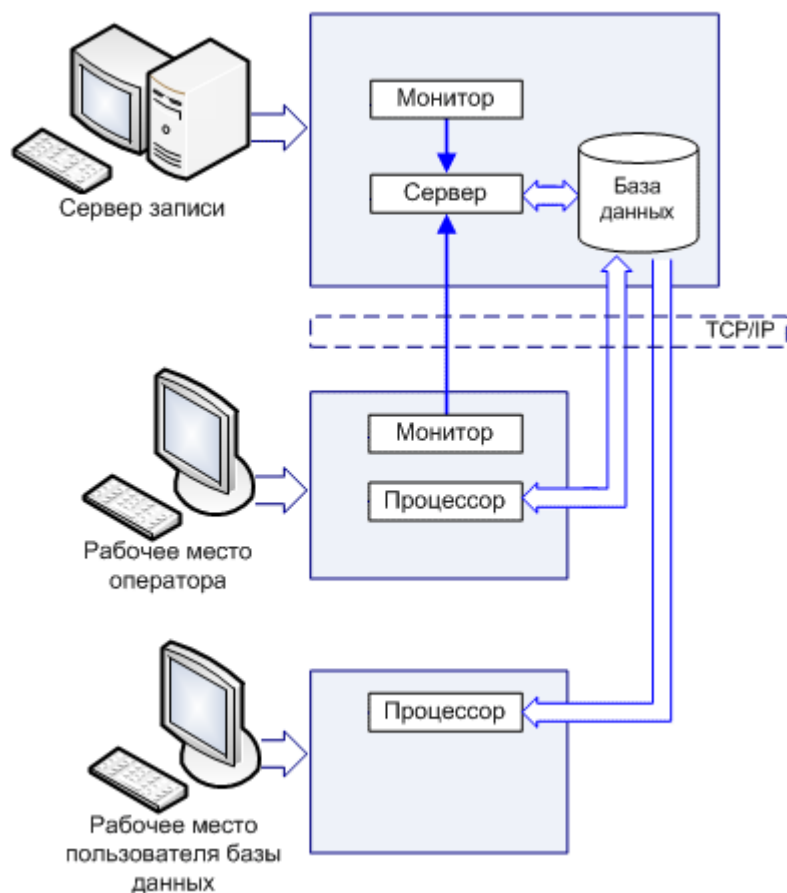 Монитор
Сервер
База
данных
Сервер записи
TCP/IP
Монитор
Процессор
Рабочее место
оператора
Процессор
Рабочее место
пользователя базы
данных